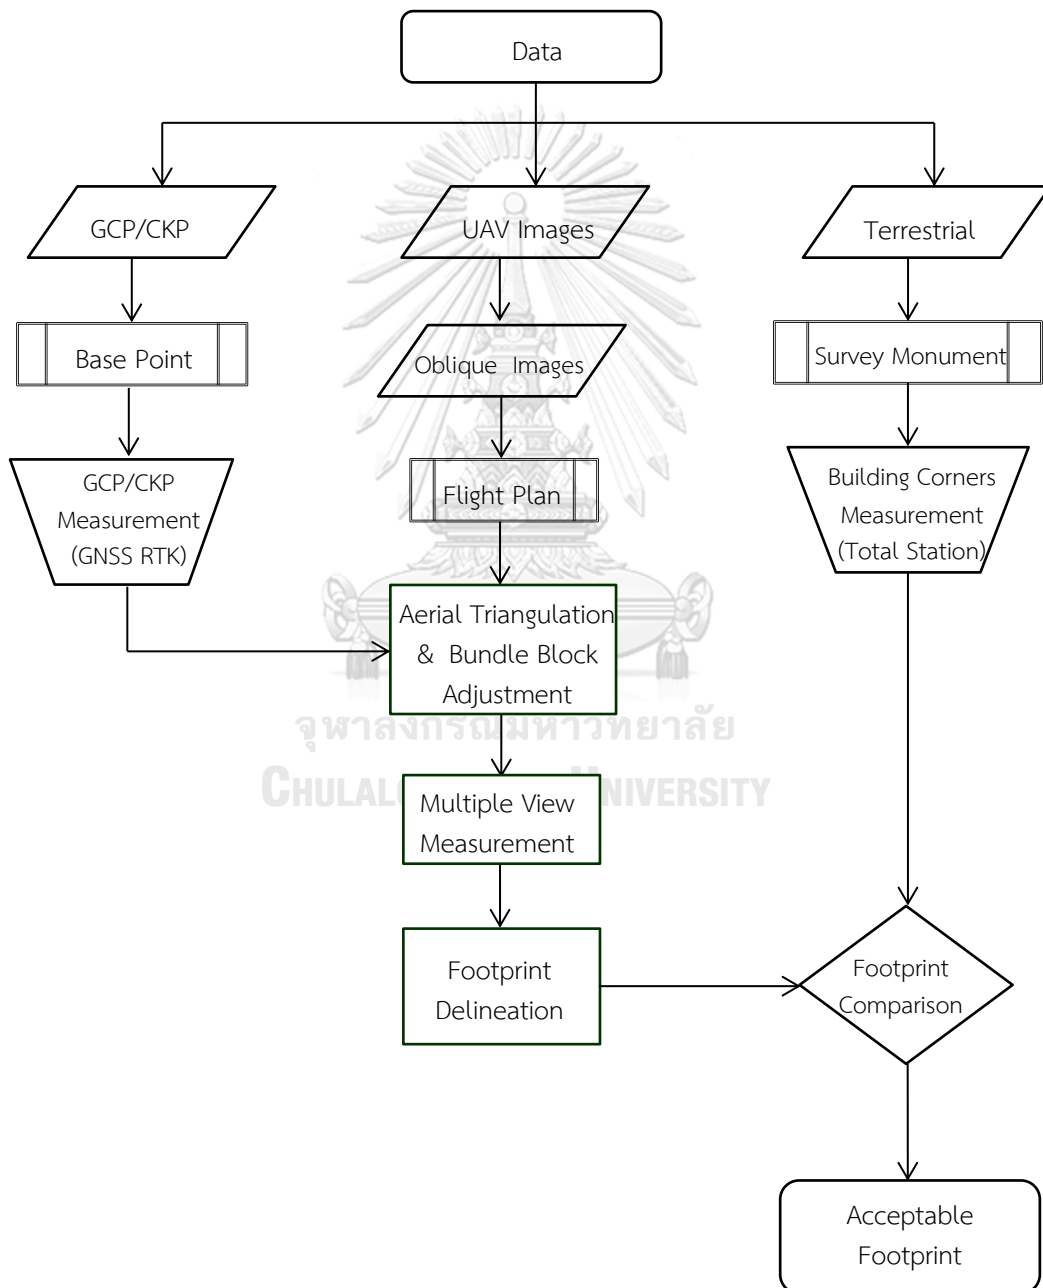 Data
GCP/CKP
UAV Images
Terrestrial
Base Point
Oblique Images
Survey Monument
GCP/CKP
Measurement
(GNSS RTK)
Flight Plan
Building Corners
Measurement
(Total Station)
Aerial Triangulation
& Bundle Block
Adjustment
จุฬาลงกรณ์มหาวิทยาลัย
CHULAL UNIVERSITY
Multiple View
Measurement
Footprint
Delineation
Footprint
Comparison
Acceptable
Footprint